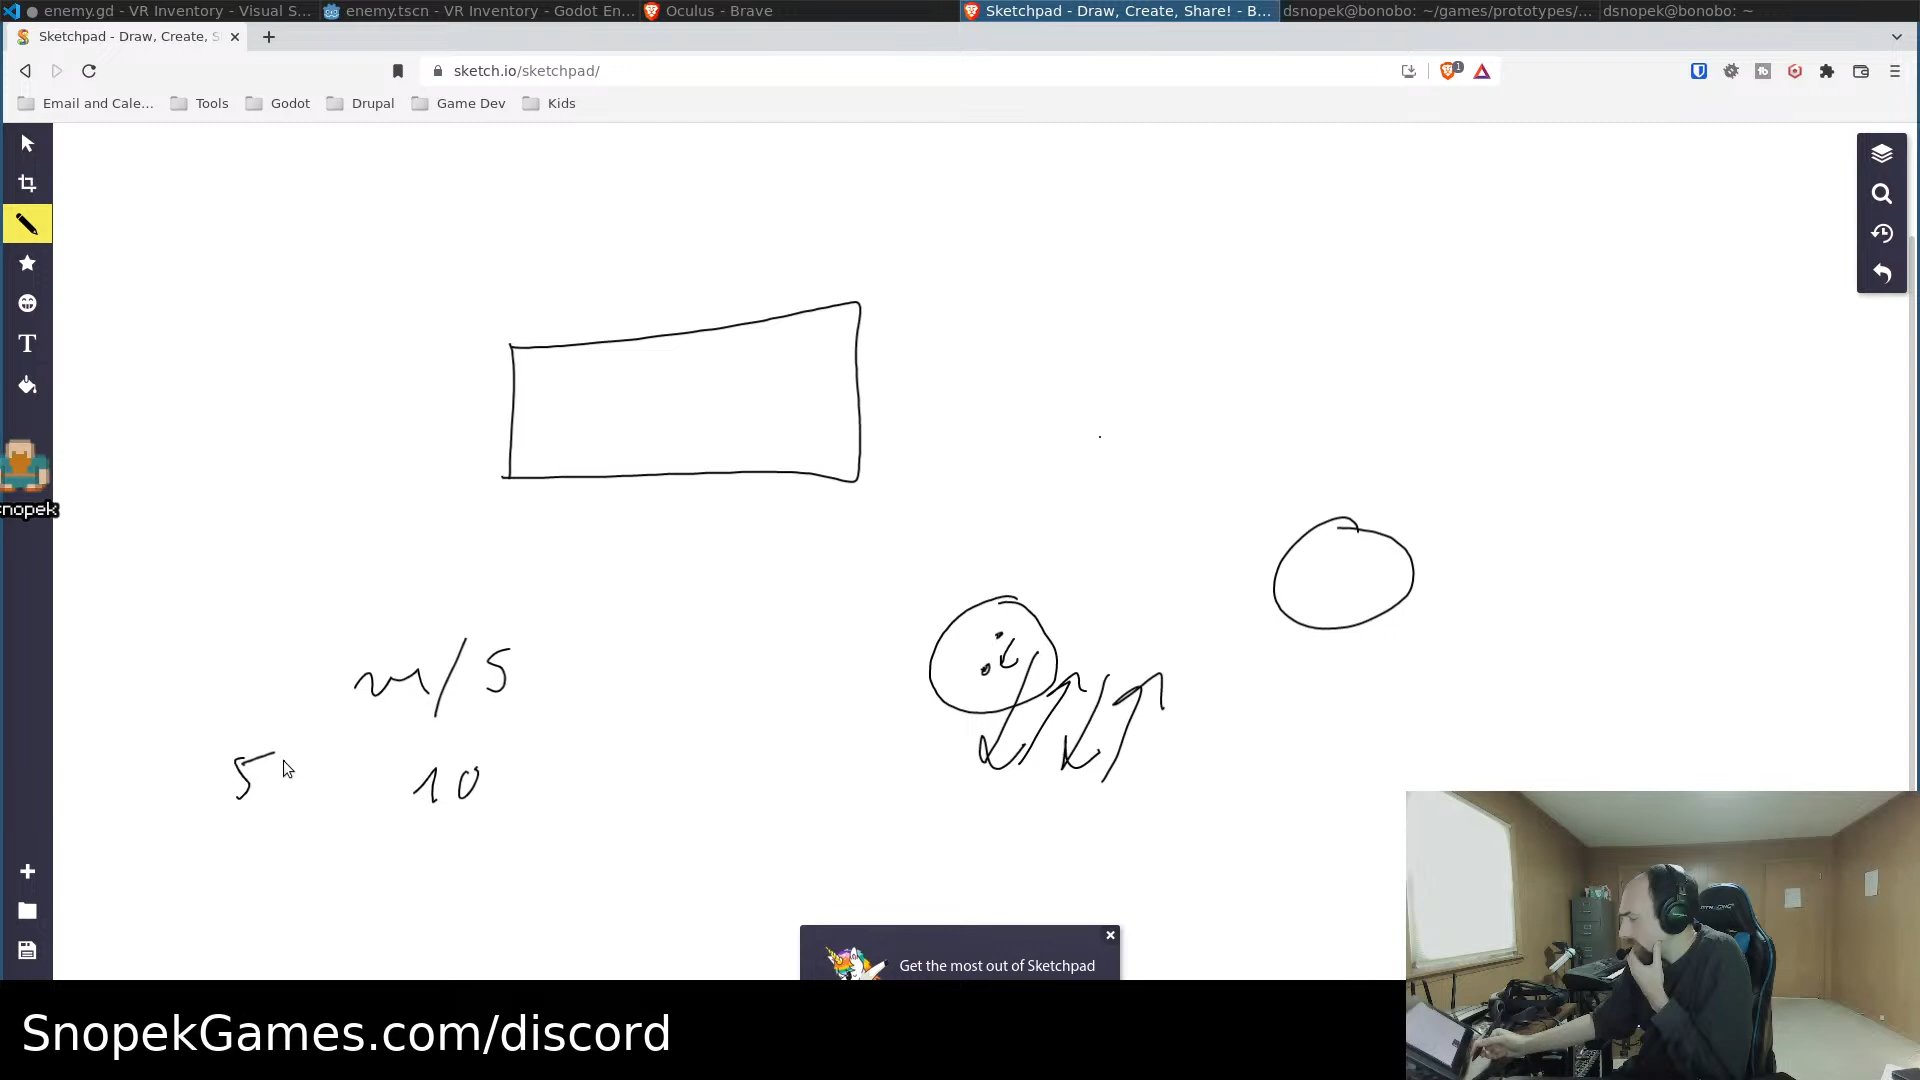 enemy.gd - VR Inventory - Visual S...
enemy.tscn - VR Inventory - Godot En...
Oculus - Brave
Sketchpad - Draw, Create, Share! - B...
dsnopek@bonobo: ~/games/prototypes/...
dsnopek@bonobo: ~
Sketchpad - Draw, Create, S
sketch.io/sketchpad/
1
Email and Cale...
Tools
Godot
Drupal
Game Dev
Kids
T
snopek
m/s
5 10
Get the most out of Sketchpad
SnopekGames.com/discord